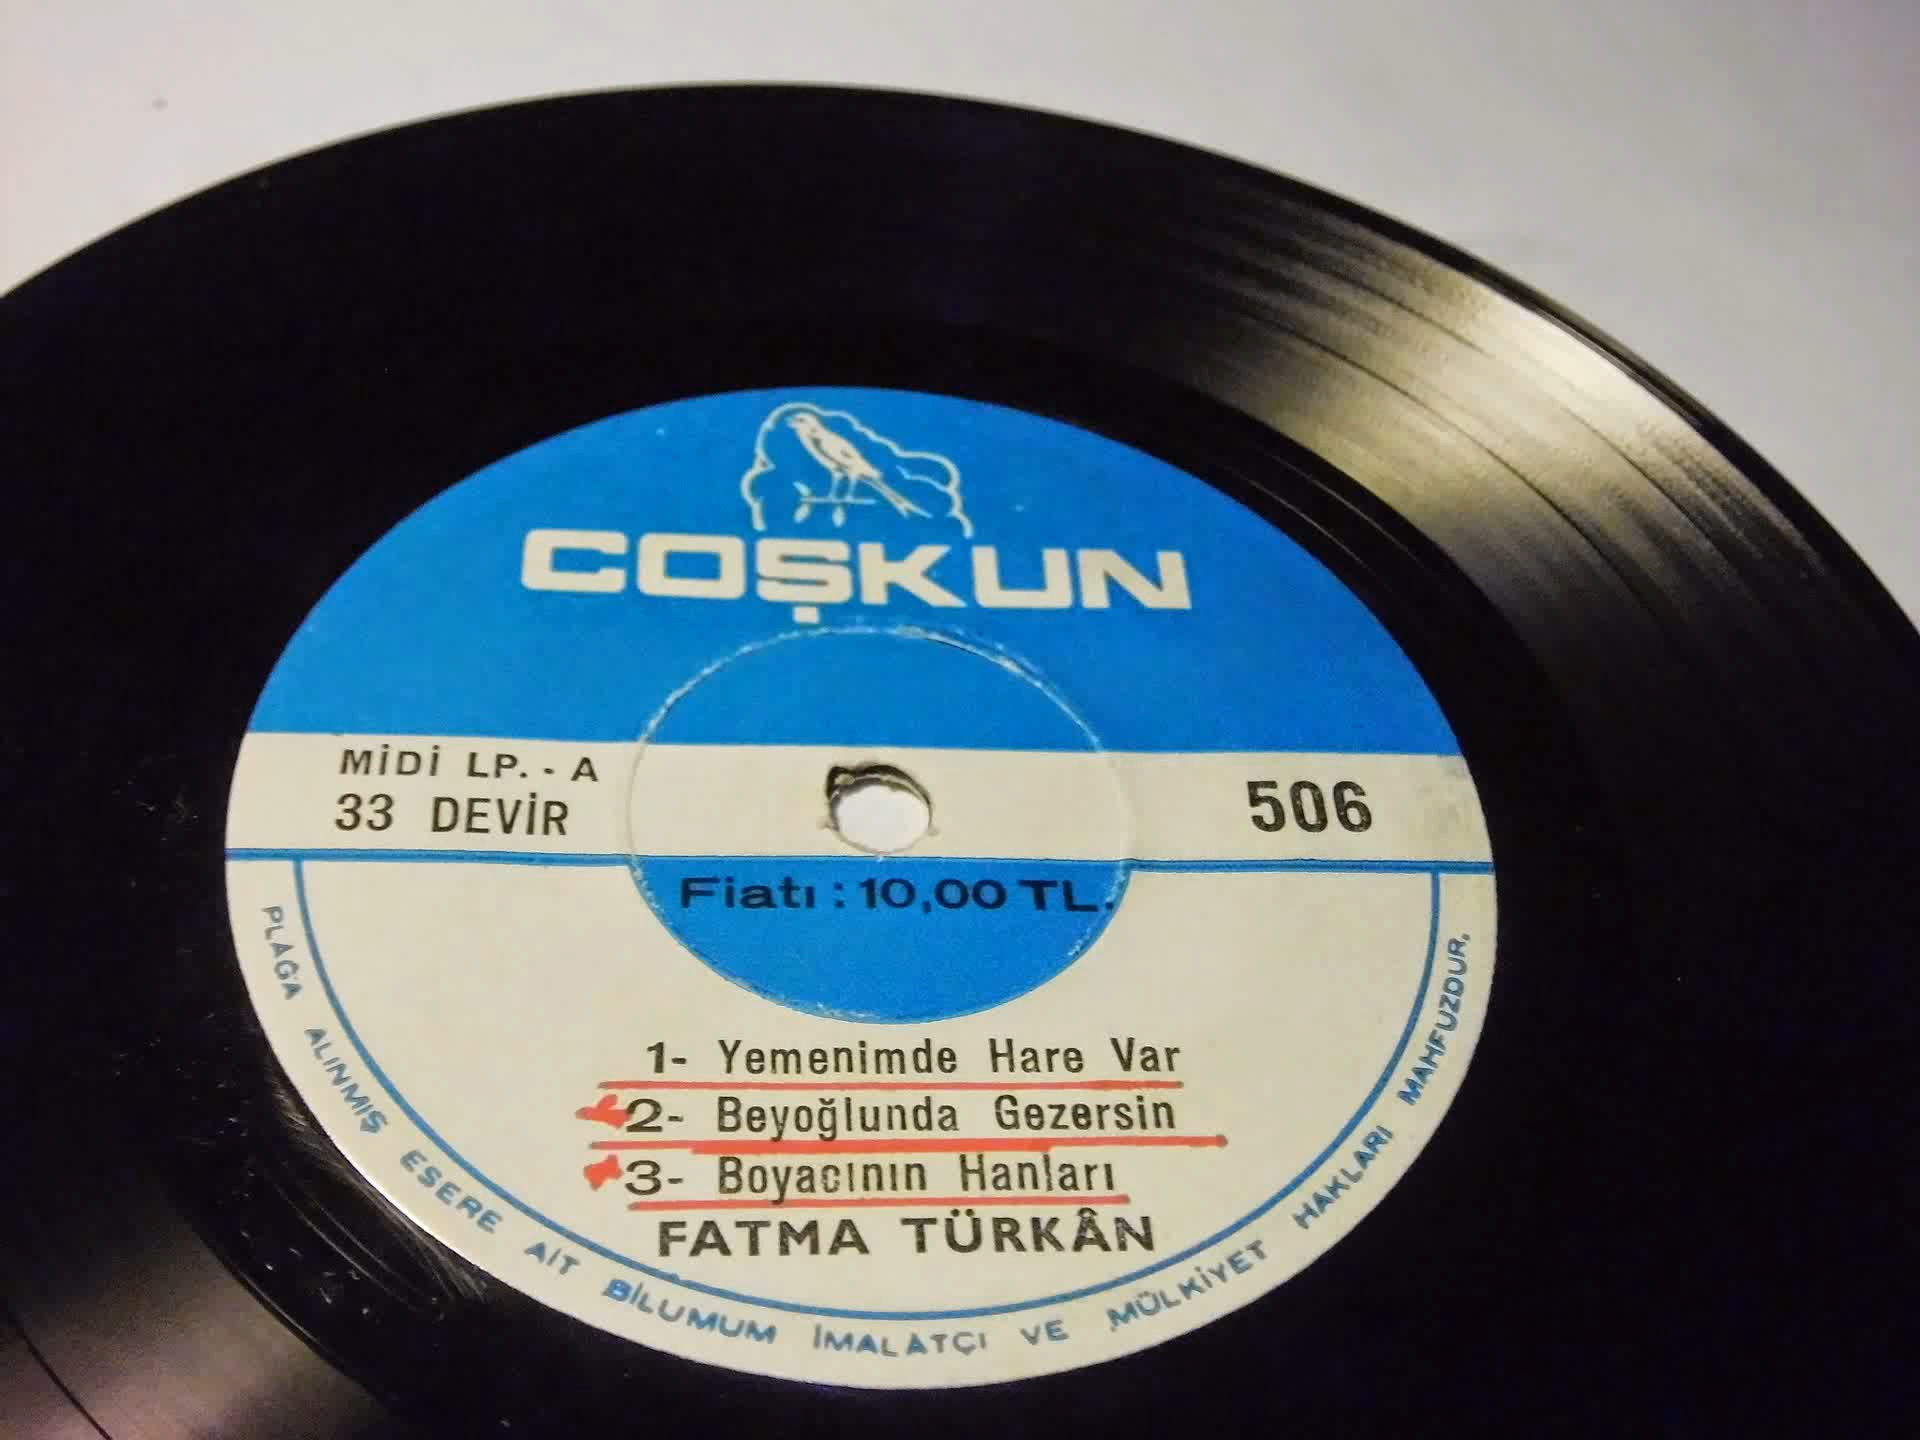 COŞKUN
MİDİ LP. - A
33 DEVİR
506
Fiatı : 10,00 TL.
1- Yemenimde Hare Var
2- Beyoğlunda Gezersin
3- Boyacının Hanları
FATMA TÜRKÂN
PLAĞA ALINMIŞ ESERE AİT BİLUMUM İMALATÇI VE MÜLKİYET HAKLARI MAHFUZDUR.